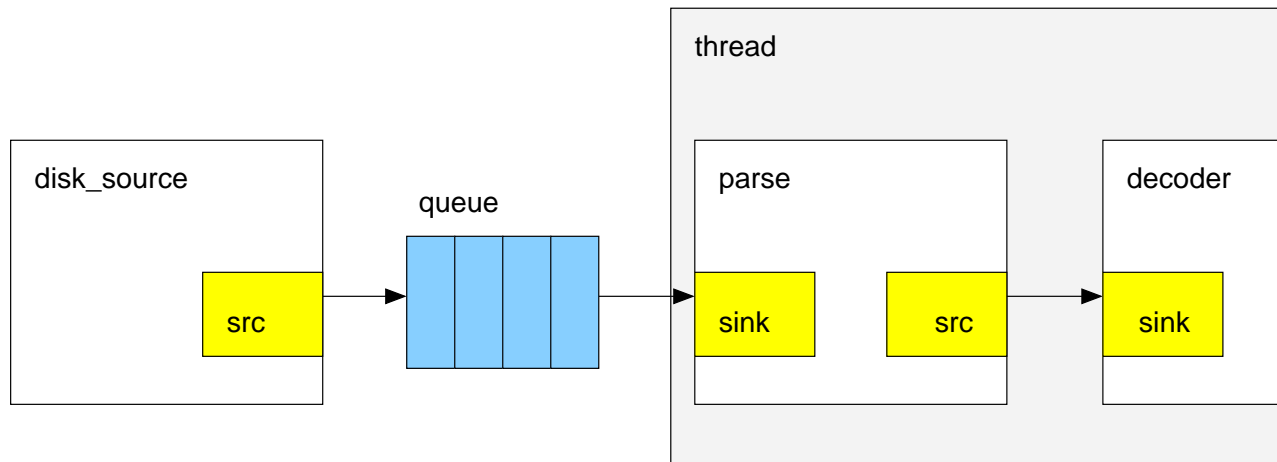 thread
disk_source
queue
parse
decoder
src
sink
src
sink